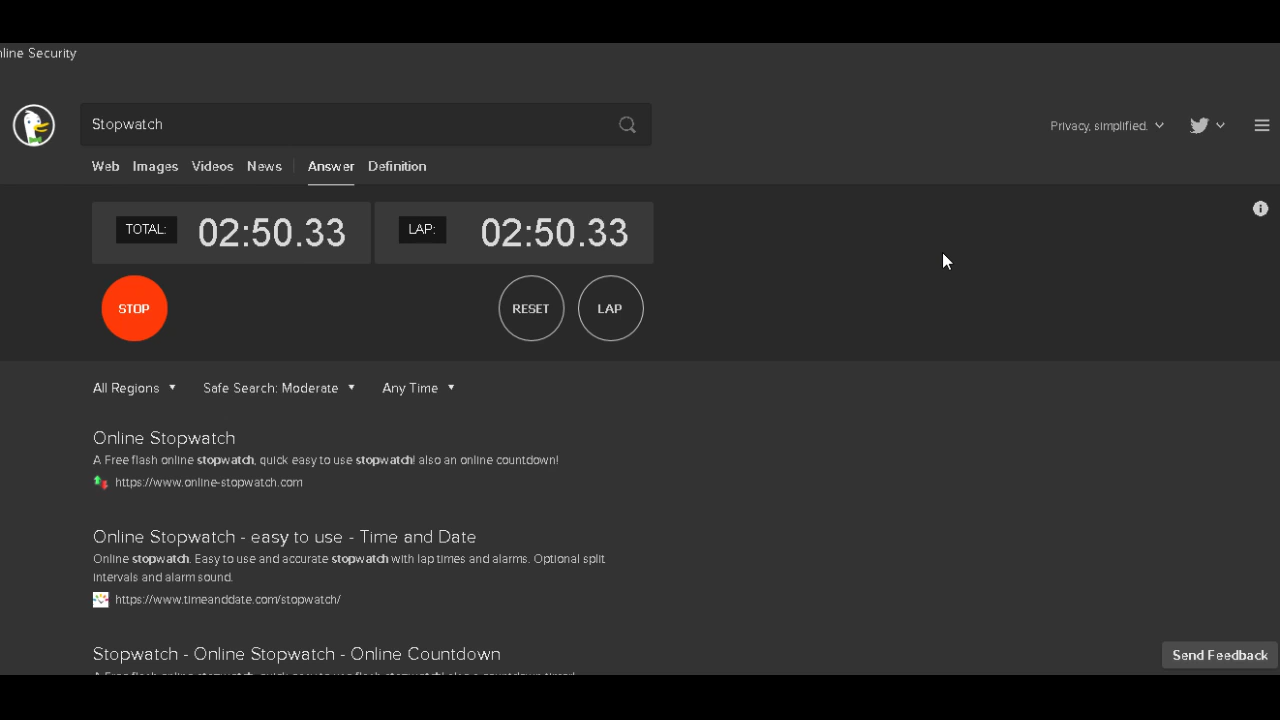 nline Security
Stopwatch
Privacy, simplified.
Web Images Videos News Answer Definition
TOTAL: 02:50.33 LAP: 02:50.33
STOP RESET LAP
All Regions Safe Search: Moderate Any Time
Online Stopwatch
A Free flash online stopwatch, quick easy to use stopwatch! also an online countdown!
https://www.online-stopwatch.com
Online Stopwatch - easy to use - Time and Date
Online stopwatch. Easy to use and accurate stopwatch with lap times and alarms. Optional split
intervals and alarm sound.
https://www.timeanddate.com/stopwatch/
Stopwatch - Online Stopwatch - Online Countdown
Send Feedback